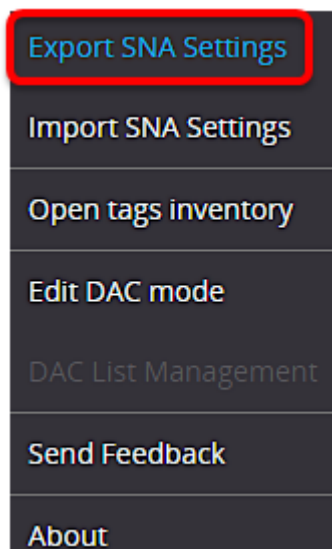 Export SNA Settings
Import SNA Settings
Open tags inventory
Edit DAC mode
DAC List Management
Send Feedback
About